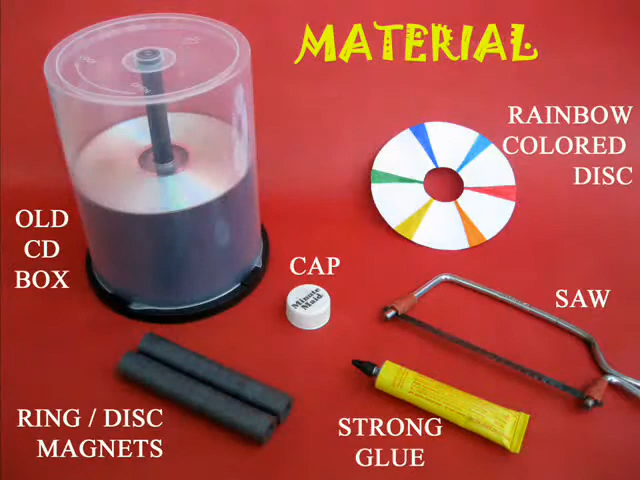 MATERIAL
RAINBOW
COLORED
DISC
OLD
CD
BOX
CAP
Minute
Maid
SAW
RING / DISC
MAGNETS
STRONG
GLUE